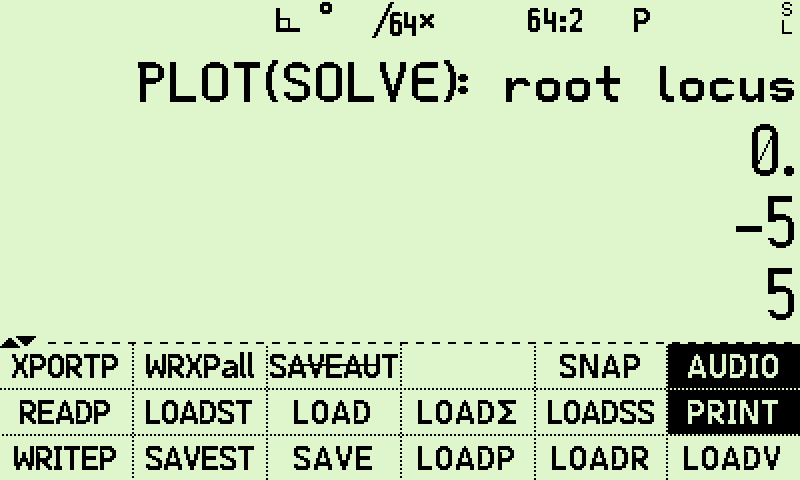 ∟ ° /64× 64:2 P S
L
PLOT(SOLVE): root locus
0.
-5
5
XPORTP WRXPall SAVEAUT SNAP AUDIO
READP LOADST LOAD LOADΣ LOADSS PRINT
WRITEP SAVEST SAVE LOADP LOADR LOADV